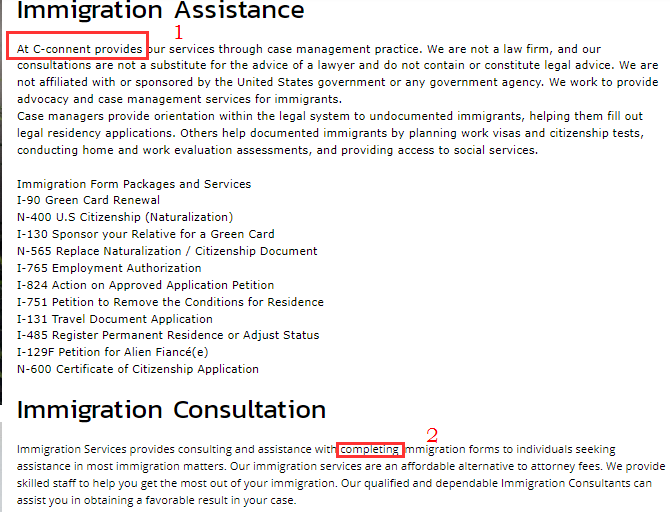 Immigration Assistance
1
At C-connent provides our services through case management practice. We are not a law firm, and our
consultations are not a substitute for the advice of a lawyer and do not contain or constitute legal advice. We are
not affiliated with or sponsored by the United States government or any government agency. We work to provide
advocacy and case management services for immigrants.
Case managers provide orientation within the legal system to undocumented immigrants, helping them fill out
legal residency applications. Others help documented immigrants by planning work visas and citizenship tests,
conducting home and work evaluation assessments, and providing access to social services.
Immigration Form Packages and Services
I-90 Green Card Renewal
N-400 U.S Citizenship (Naturalization)
I-130 Sponsor your Relative for a Green Card
N-565 Replace Naturalization / Citizenship Document
I-765 Employment Authorization
I-824 Action on Approved Application Petition
I-751 Petition to Remove the Conditions for Residence
I-131 Travel Document Application
I-485 Register Permanent Residence or Adjust Status
I-129F Petition for Alien Fiancé(e)
N-600 Certificate of Citizenship Application
Immigration Consultation
2
Immigration Services provides consulting and assistance with completing immigration forms to individuals seeking
assistance in most immigration matters. Our immigration services are an affordable alternative to attorney fees. We provide
skilled staff to help you get the most out of your immigration. Our qualified and dependable Immigration Consultants can
assist you in obtaining a favorable result in your case.